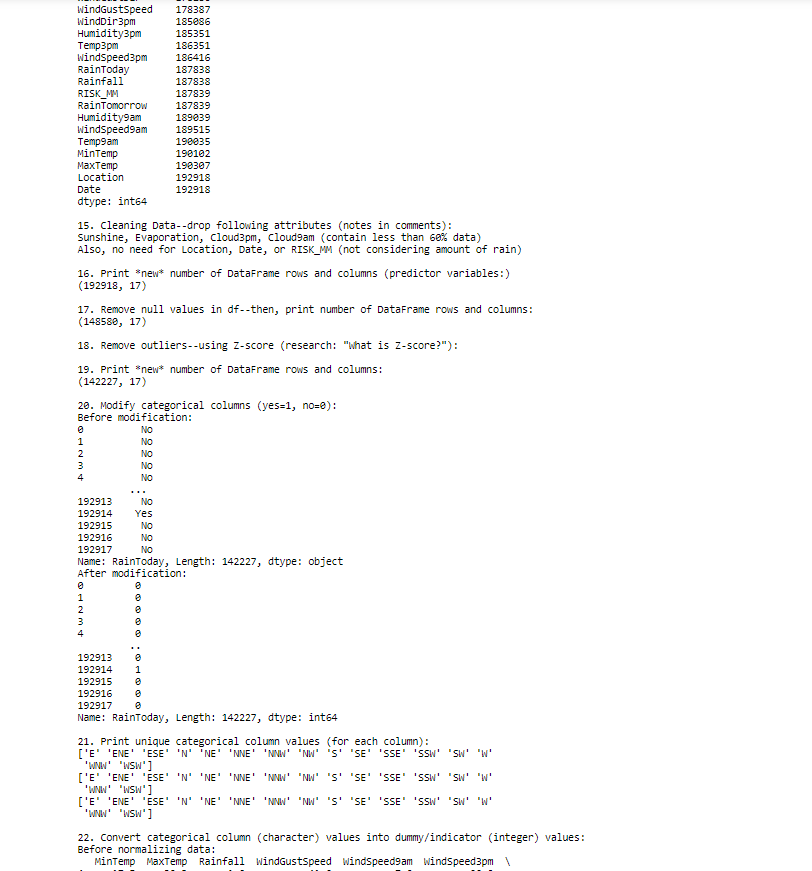 WindGustSpeed    178387
WindDir3pm       185086
Humidity3pm      185351
Temp3pm          186351
WindSpeed3pm     186416
RainToday        187838
Rainfall         187838
RISK_MM          187839
RainTomorrow     187839
Humidity9am      189039
WindSpeed9am     189515
Temp9am          190035
MinTemp          190102
MaxTemp          190307
Location         192918
Date             192918
dtype: int64
15. Cleaning Data--drop following attributes (notes in comments):
Sunshine, Evaporation, Cloud3pm, Cloud9am (contain less than 60% data)
Also, no need for Location, Date, or RISK_MM (not considering amount of rain)
16. Print *new* number of DataFrame rows and columns (predictor variables:)
(192918, 17)
17. Remove null values in df--then, print number of DataFrame rows and columns:
(148580, 17)
18. Remove outliers--using Z-score (research: "What is Z-score?"):
19. Print *new* number of DataFrame rows and columns:
(142227, 17)
20. Modify categorical columns (yes=1, no=0):
Before modification:
0          No
1          No
2          No
3          No
4          No
...
192913     No
192914    Yes
192915     No
192916     No
192917     No
Name: RainToday, Length: 142227, dtype: object
After modification:
0         0
1         0
2         0
3         0
4         0
..
192913    0
192914    1
192915    0
192916    0
192917    0
Name: RainToday, Length: 142227, dtype: int64
21. Print unique categorical column values (for each column):
['E' 'ENE' 'ESE' 'N' 'NE' 'NNE' 'NNW' 'NW' 'S' 'SE' 'SSE' 'SSW' 'SW' 'W'
'WNW' 'WSW']
['E' 'ENE' 'ESE' 'N' 'NE' 'NNE' 'NNW' 'NW' 'S' 'SE' 'SSE' 'SSW' 'SW' 'W'
'WNW' 'WSW']
['E' 'ENE' 'ESE' 'N' 'NE' 'NNE' 'NNW' 'NW' 'S' 'SE' 'SSE' 'SSW' 'SW' 'W'
'WNW' 'WSW']
22. Convert categorical column (character) values into dummy/indicator (integer) values:
Before normalizing data:
MinTemp  MaxTemp  Rainfall  WindGustSpeed  WindSpeed9am  WindSpeed3pm  \